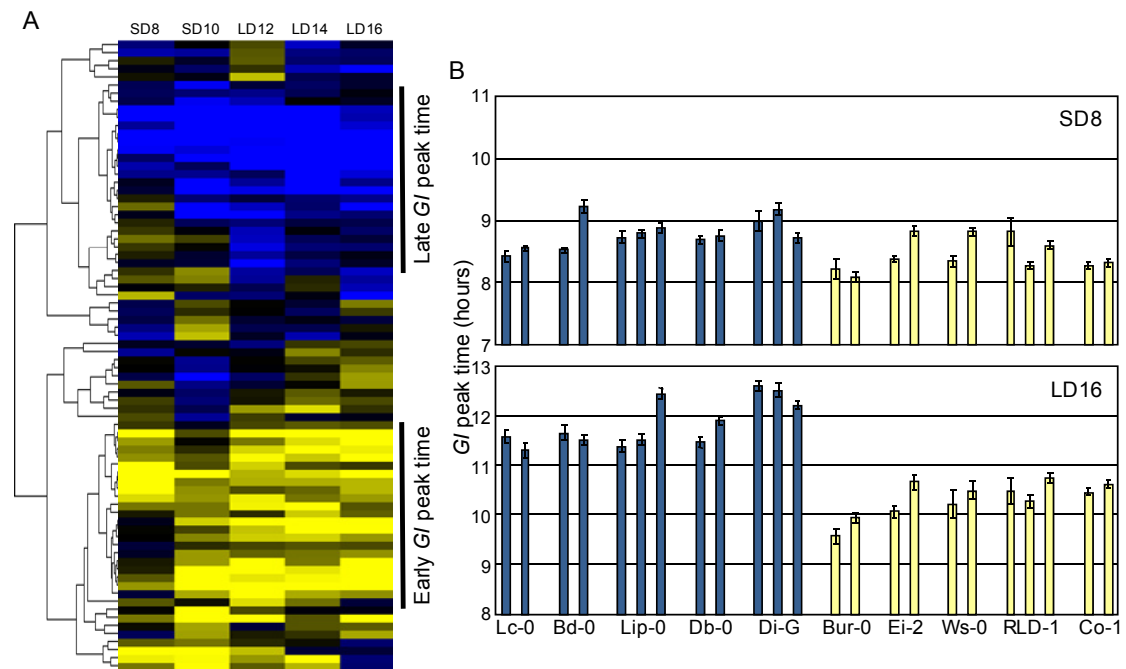 A
SD8 SD10 LD12 LD14 LD16
Late GI peak time
Early GI peak time
B
GI peak time (hours)
11
10
9
8
7
SD8
13
12
11
10
9
8
LD16
Lc-0 Bd-0 Lip-0 Db-0 Di-G Bur-0 Ei-2 Ws-0 RLD-1 Co-1